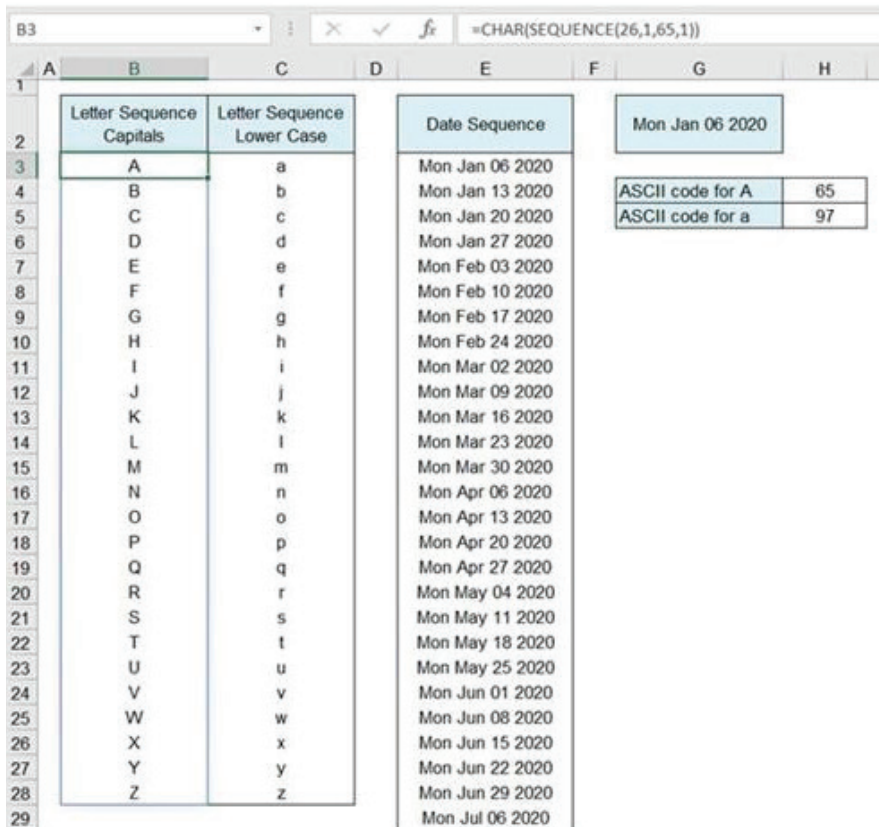 B3 fx =CHAR(SEQUENCE(26,1,65,1))
A B C D E F G H
1
2 Letter Sequence Capitals Letter Sequence Lower Case Date Sequence Mon Jan 06 2020
3 A a Mon Jan 06 2020
4 B b Mon Jan 13 2020 ASCII code for A 65
5 C c Mon Jan 20 2020 ASCII code for a 97
6 D d Mon Jan 27 2020
7 E e Mon Feb 03 2020
8 F f Mon Feb 10 2020
9 G g Mon Feb 17 2020
10 H h Mon Feb 24 2020
11 I i Mon Mar 02 2020
12 J j Mon Mar 09 2020
13 K k Mon Mar 16 2020
14 L l Mon Mar 23 2020
15 M m Mon Mar 30 2020
16 N n Mon Apr 06 2020
17 O o Mon Apr 13 2020
18 P p Mon Apr 20 2020
19 Q q Mon Apr 27 2020
20 R r Mon May 04 2020
21 S s Mon May 11 2020
22 T t Mon May 18 2020
23 U u Mon May 25 2020
24 V v Mon Jun 01 2020
25 W w Mon Jun 08 2020
26 X x Mon Jun 15 2020
27 Y y Mon Jun 22 2020
28 Z z Mon Jun 29 2020
29 Mon Jul 06 2020